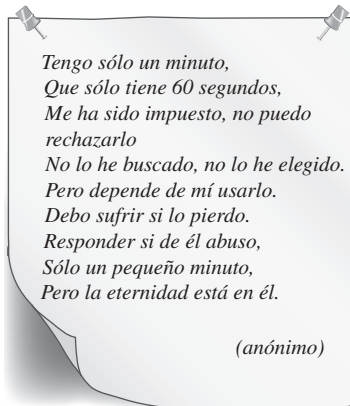 Tengo sólo un minuto,
Que sólo tiene 60 segundos,
Me ha sido impuesto, no puedo
rechazarlo
No lo he buscado, no lo he elegido.
Pero depende de mí usarlo.
Debo sufrir si lo pierdo.
Responder si de él abuso,
Sólo un pequeño minuto,
Pero la eternidad está en él.
(anónimo)